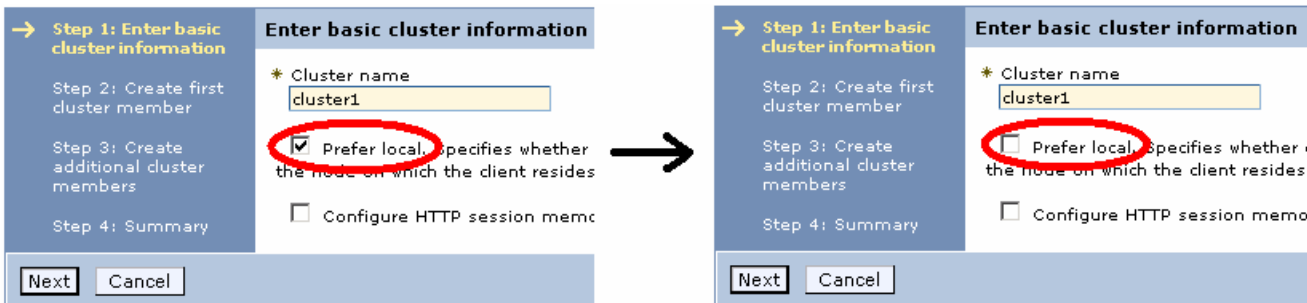 Step 1: Enter basic
cluster information
Step 2: Create first
cluster member
Step 3: Create
additional cluster
members
Step 4: Summary
Enter basic cluster information
* Cluster name
cluster1
Prefer local. Specifies whether
the node on which the client resides
Configure HTTP session memo
Next Cancel
Step 1: Enter basic
cluster information
Step 2: Create first
cluster member
Step 3: Create
additional cluster
members
Step 4: Summary
Enter basic cluster information
* Cluster name
cluster1
Prefer local. Specifies whether
the node on which the client resides
Configure HTTP session memo
Next Cancel